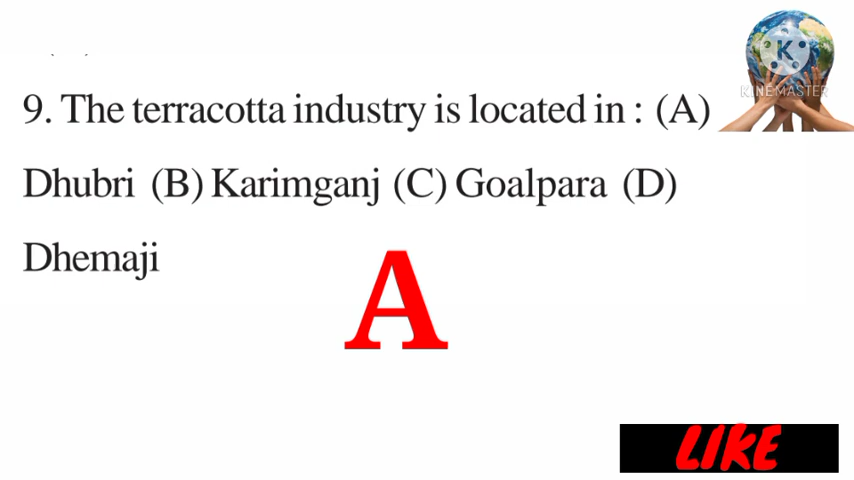 9. The terracotta industry is located in : (A)
Dhubri (B) Karimganj (C) Goalpara (D)
Dhemaji
A
K
KINEMASTER
LIKE